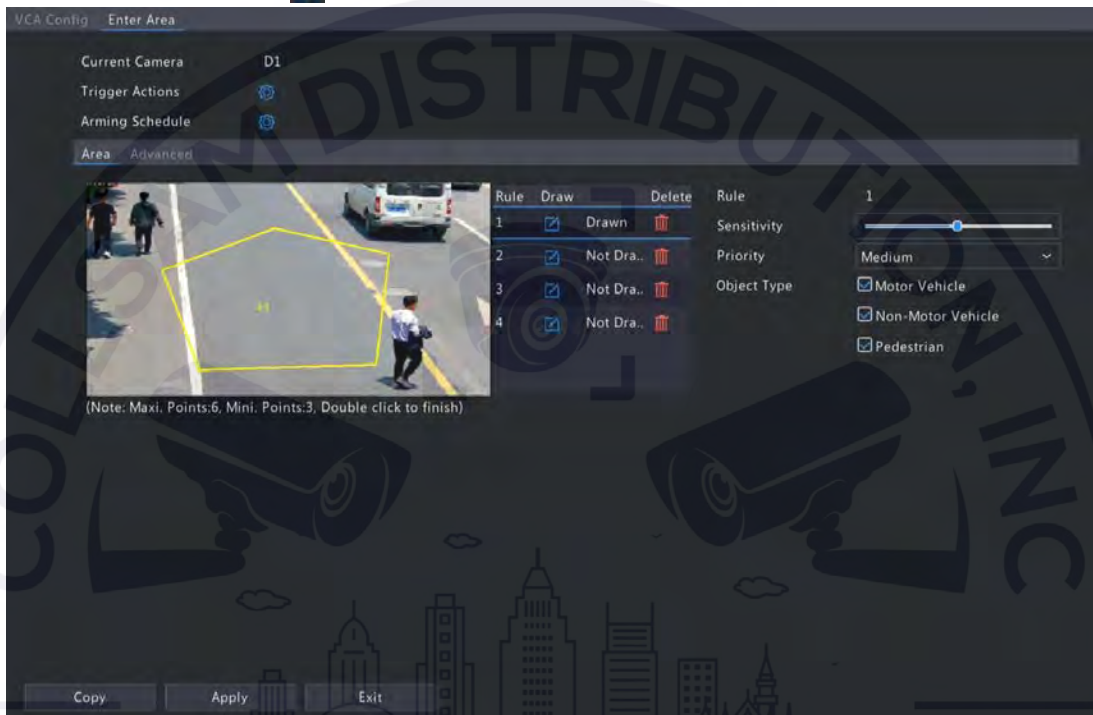 VCA Config Enter Area
Current Camera D1
Trigger Actions
Arming Schedule
Area Advanced
Rule Draw Delete
1 Drawn
2 Not Dra..
3 Not Dra..
4 Not Dra..
Rule 1
Sensitivity
Priority Medium
Object Type Motor Vehicle
Non-Motor Vehicle
Pedestrian
(Note: Maxi. Points:6, Mini. Points:3, Double click to finish)
Copy Apply Exit
DISTRIBUTION, INC